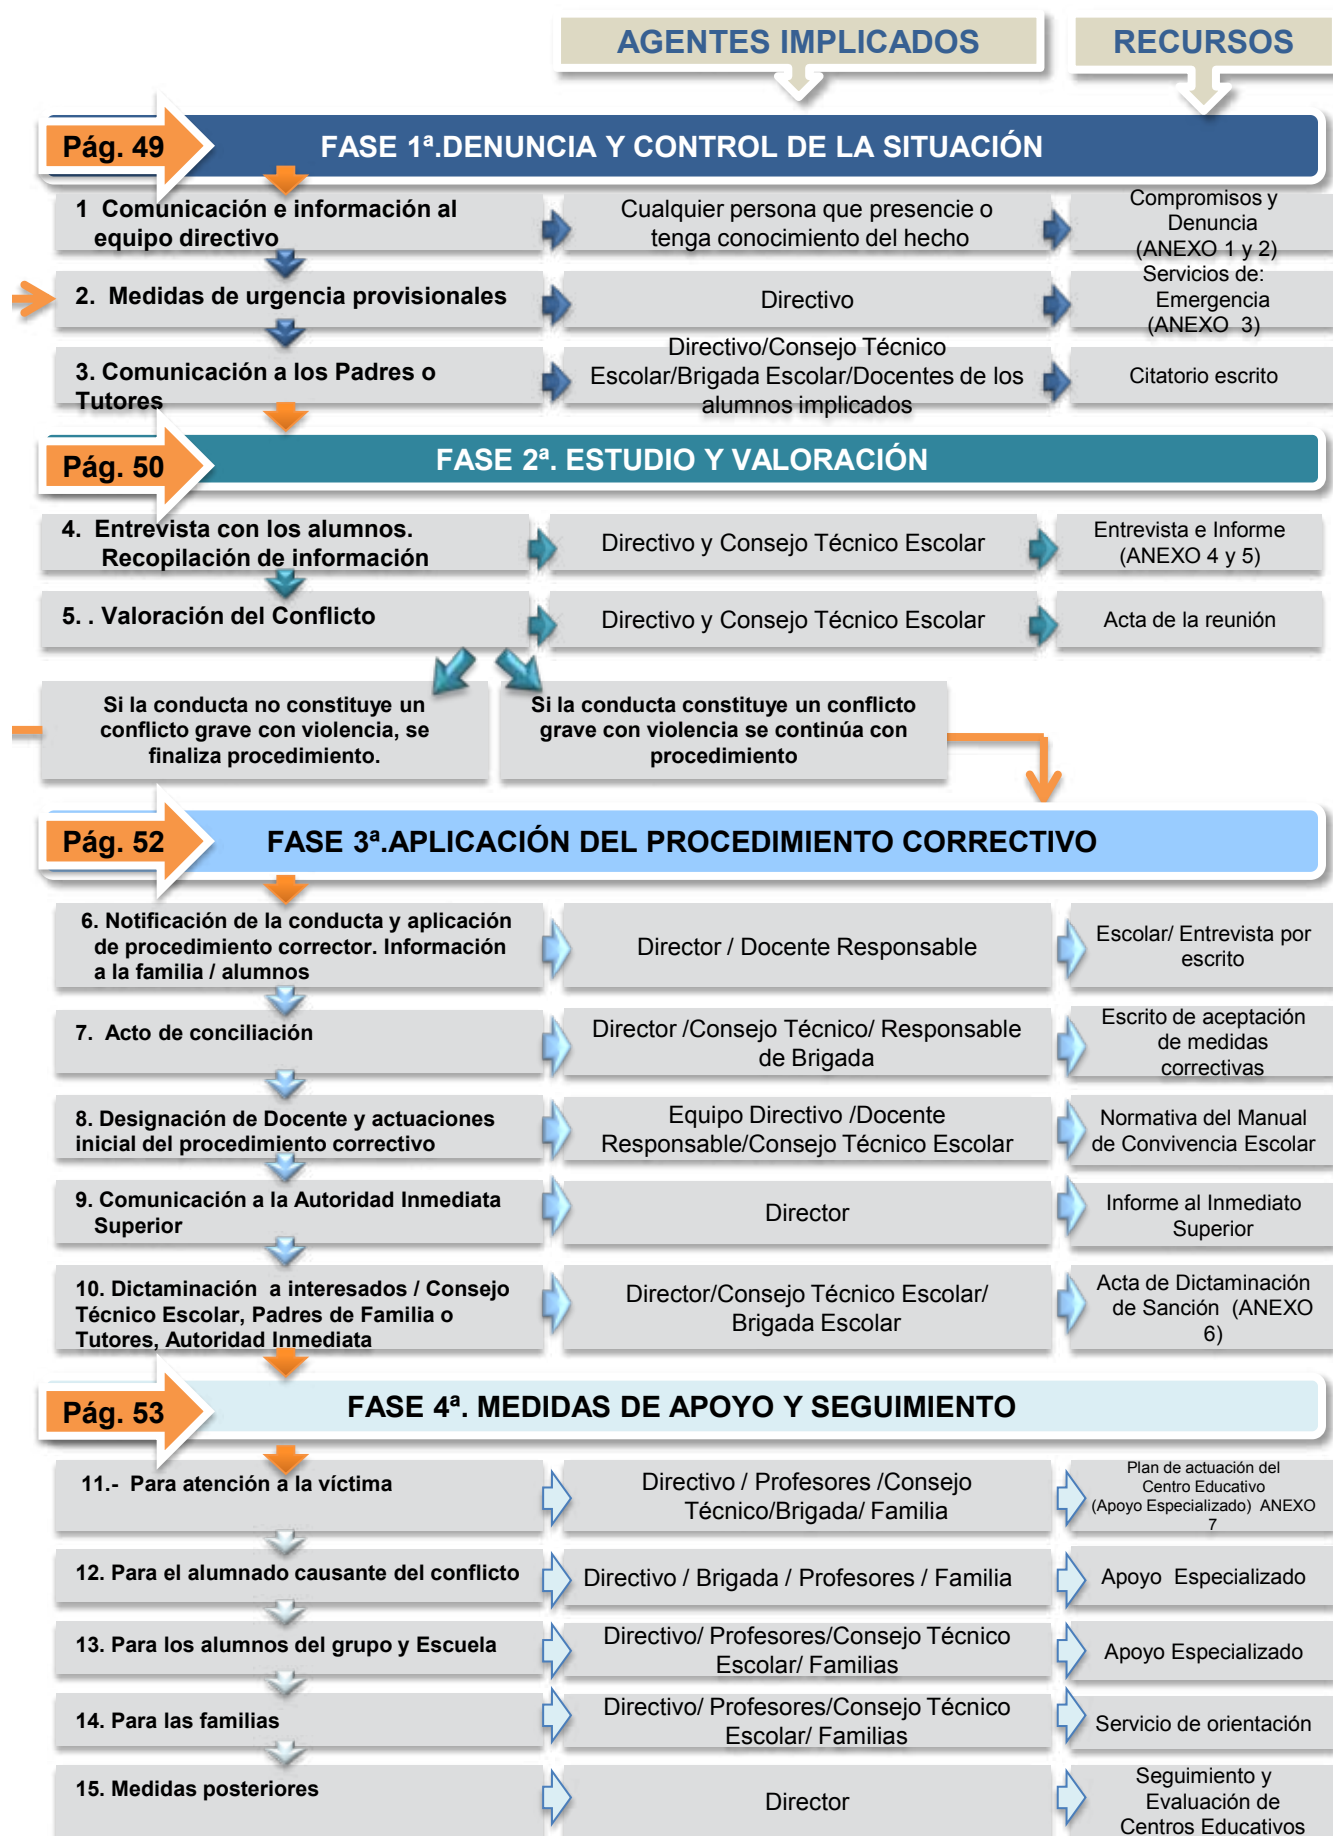 AGENTES IMPLICADOS
RECURSOS
Pág. 49
FASE 1ª.DENUNCIA Y CONTROL DE LA SITUACIÓN
1 Comunicación e información al
equipo directivo
Cualquier persona que presencie o
tenga conocimiento del hecho
Compromisos y
Denuncia
(ANEXO 1 y 2)
2. Medidas de urgencia provisionales
Directivo
Servicios de:
Emergencia
(ANEXO 3)
3. Comunicación a los Padres o
Tutores
Directivo/Consejo Técnico
Escolar/Brigada Escolar/Docentes de los
alumnos implicados
Citatorio escrito
Pág. 50
FASE 2ª. ESTUDIO Y VALORACIÓN
4. Entrevista con los alumnos.
Recopilación de información
Directivo y Consejo Técnico Escolar
Entrevista e Informe
(ANEXO 4 y 5)
5. . Valoración del Conflicto
Directivo y Consejo Técnico Escolar
Acta de la reunión
Si la conducta no constituye un
conflicto grave con violencia, se
finaliza procedimiento.
Si la conducta constituye un conflicto
grave con violencia se continúa con
procedimiento
Pág. 52
FASE 3ª.APLICACIÓN DEL PROCEDIMIENTO CORRECTIVO
6. Notificación de la conducta y aplicación
de procedimiento corrector. Información
a la familia / alumnos
Director / Docente Responsable
Escolar/ Entrevista por
escrito
7. Acto de conciliación
Director /Consejo Técnico/ Responsable
de Brigada
Escrito de aceptación
de medidas
correctivas
8. Designación de Docente y actuaciones
inicial del procedimiento correctivo
Equipo Directivo /Docente
Responsable/Consejo Técnico Escolar
Normativa del Manual
de Convivencia Escolar
9. Comunicación a la Autoridad Inmediata
Superior
Director
Informe al Inmediato
Superior
10. Dictaminación a interesados / Consejo
Técnico Escolar, Padres de Familia o
Tutores, Autoridad Inmediata
Director/Consejo Técnico Escolar/
Brigada Escolar
Acta de Dictaminación
de Sanción (ANEXO
6)
Pág. 53
FASE 4ª. MEDIDAS DE APOYO Y SEGUIMIENTO
11.- Para atención a la víctima
Directivo / Profesores /Consejo
Técnico/Brigada/ Familia
Plan de actuación del
Centro Educativo
(Apoyo Especializado) ANEXO
7
12. Para el alumnado causante del conflicto
Directivo / Brigada / Profesores / Familia
Apoyo Especializado
13. Para los alumnos del grupo y Escuela
Directivo/ Profesores/Consejo Técnico
Escolar/ Familias
Apoyo Especializado
14. Para las familias
Directivo/ Profesores/Consejo Técnico
Escolar/ Familias
Servicio de orientación
15. Medidas posteriores
Director
Seguimiento y
Evaluación de
Centros Educativos